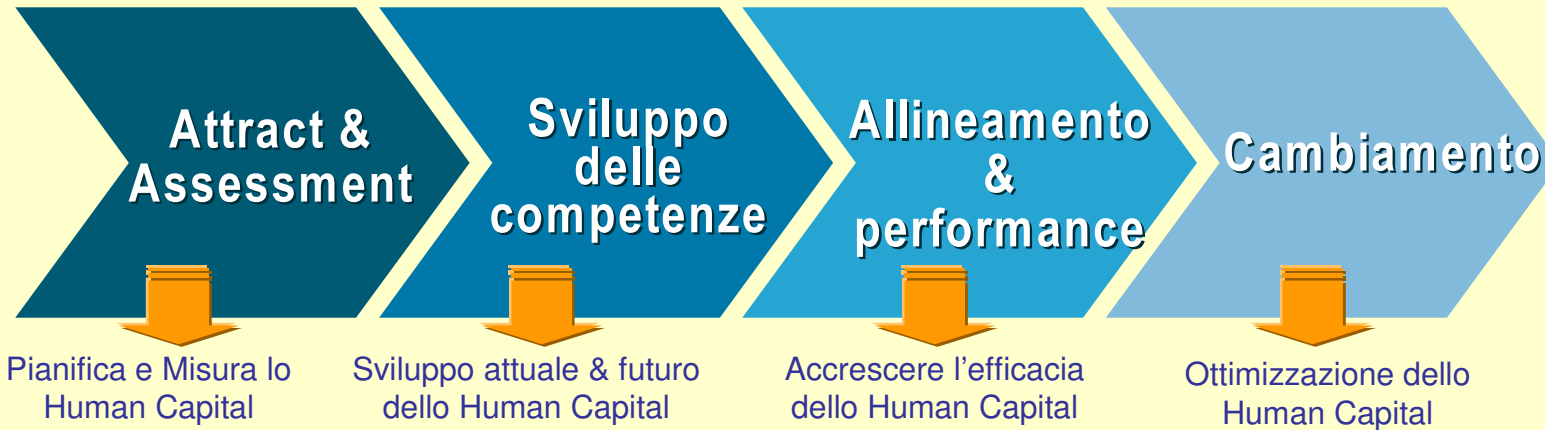 Attract &
Assessment
Sviluppo
delle
competenze
Allineamento
&
performance
Cambiamento
Pianifica e Misura lo
Human Capital
Sviluppo attuale & futuro
dello Human Capital
Accrescere l'efficacia
dello Human Capital
Ottimizzazione dello
Human Capital